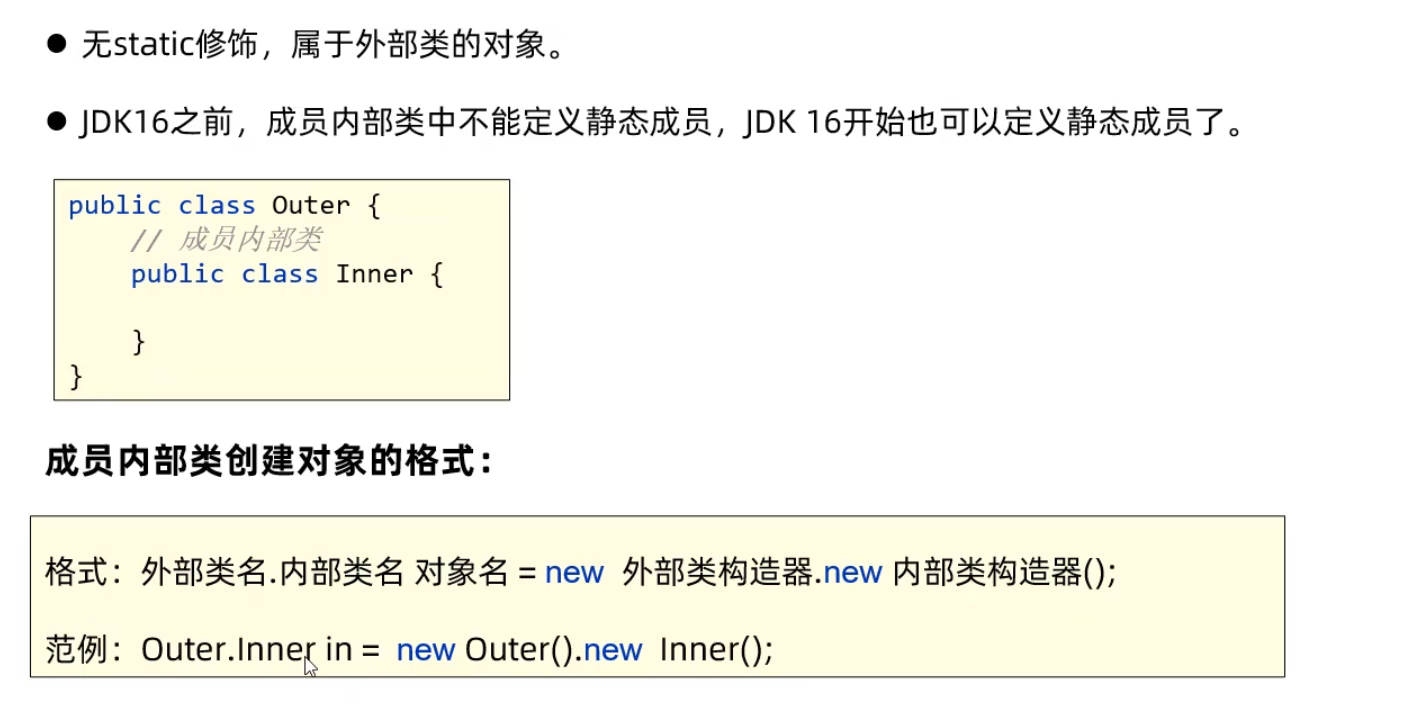 ● 无static修饰，属于外部类的对象。
● JDK16之前，成员内部类中不能定义静态成员，JDK 16开始也可以定义静态成员了。
public class Outer {
// 成员内部类
public class Inner {
}
}
成员内部类创建对象的格式：
格式：外部类名.内部类名 对象名 = new 外部类构造器.new 内部类构造器();
范例：Outer.Inner in = new Outer().new Inner();